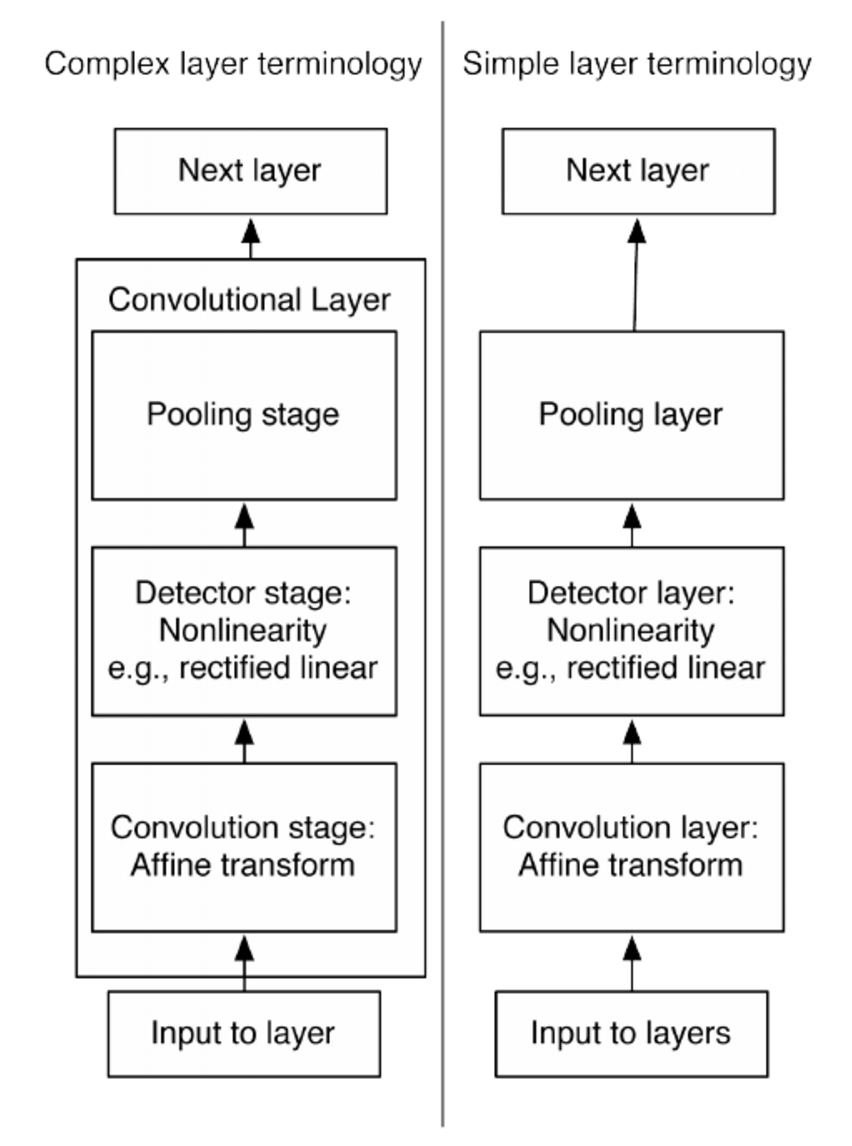 Complex layer terminology
Next layer
Convolutional Layer
Pooling stage
Detector stage:
Nonlinearity
e.g., rectified linear
Convolution stage:
Affine transform
Input to layer
Simple layer terminology
Next layer
Pooling layer
Detector layer:
Nonlinearity
e.g., rectified linear
Convolution layer:
Affine transform
Input to layers